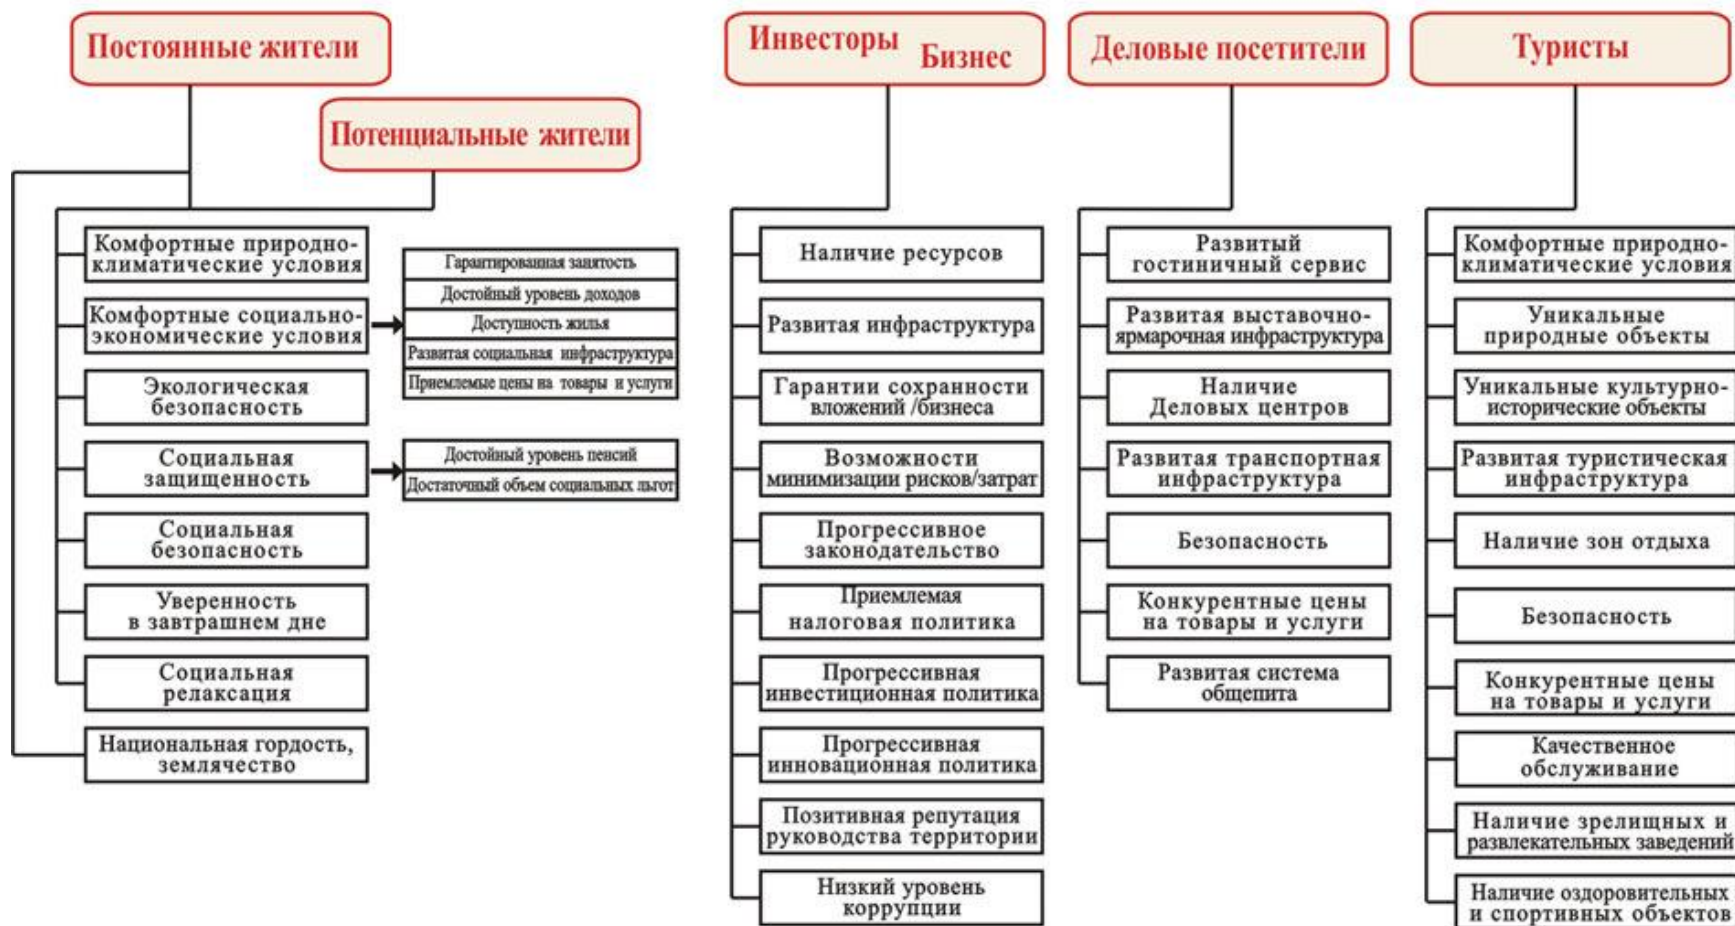 Постоянные жители
Потенциальные жители
Комфортные природно-
климатические условия
Комфортные социально-
экономические условия
Гарантированная занятость
Достойный уровень доходов
Доступность жилья
Развитая социальная инфраструктура
Приемлемые цены на товары и услуги
Экологическая
безопасность
Социальная
защищенность
Достойный уровень пенсий
Достаточный объем социальных льгот
Социальная
безопасность
Уверенность
в завтрашнем дне
Социальная
релаксация
Национальная гордость,
землячество
Инвесторы
Бизнес
Наличие ресурсов
Развитая инфраструктура
Гарантии сохранности
вложений /бизнеса
Возможности
минимизации рисков/затрат
Прогрессивное
законодательство
Приемлемая
налоговая политика
Прогрессивная
инвестиционная политика
Прогрессивная
инновационная политика
Позитивная репутация
руководства территории
Низкий уровень
коррупции
Деловые посетители
Развитый
гостиничный сервис
Развитая выставочно-
ярмарочная инфраструктура
Наличие
Деловых центров
Развитая транспортная
инфраструктура
Безопасность
Конкурентные цены
на товары и услуги
Развитая система
общепита
Туристы
Комфортные природно-
климатические условия
Уникальные
природные объекты
Уникальные культурно-
исторические объекты
Развитая туристическая
инфраструктура
Наличие зон отдыха
Безопасность
Конкурентные цены
на товары и услуги
Качественное
обслуживание
Наличие зрелищных и
развлекательных заведений
Наличие оздоровительных
и спортивных объектов